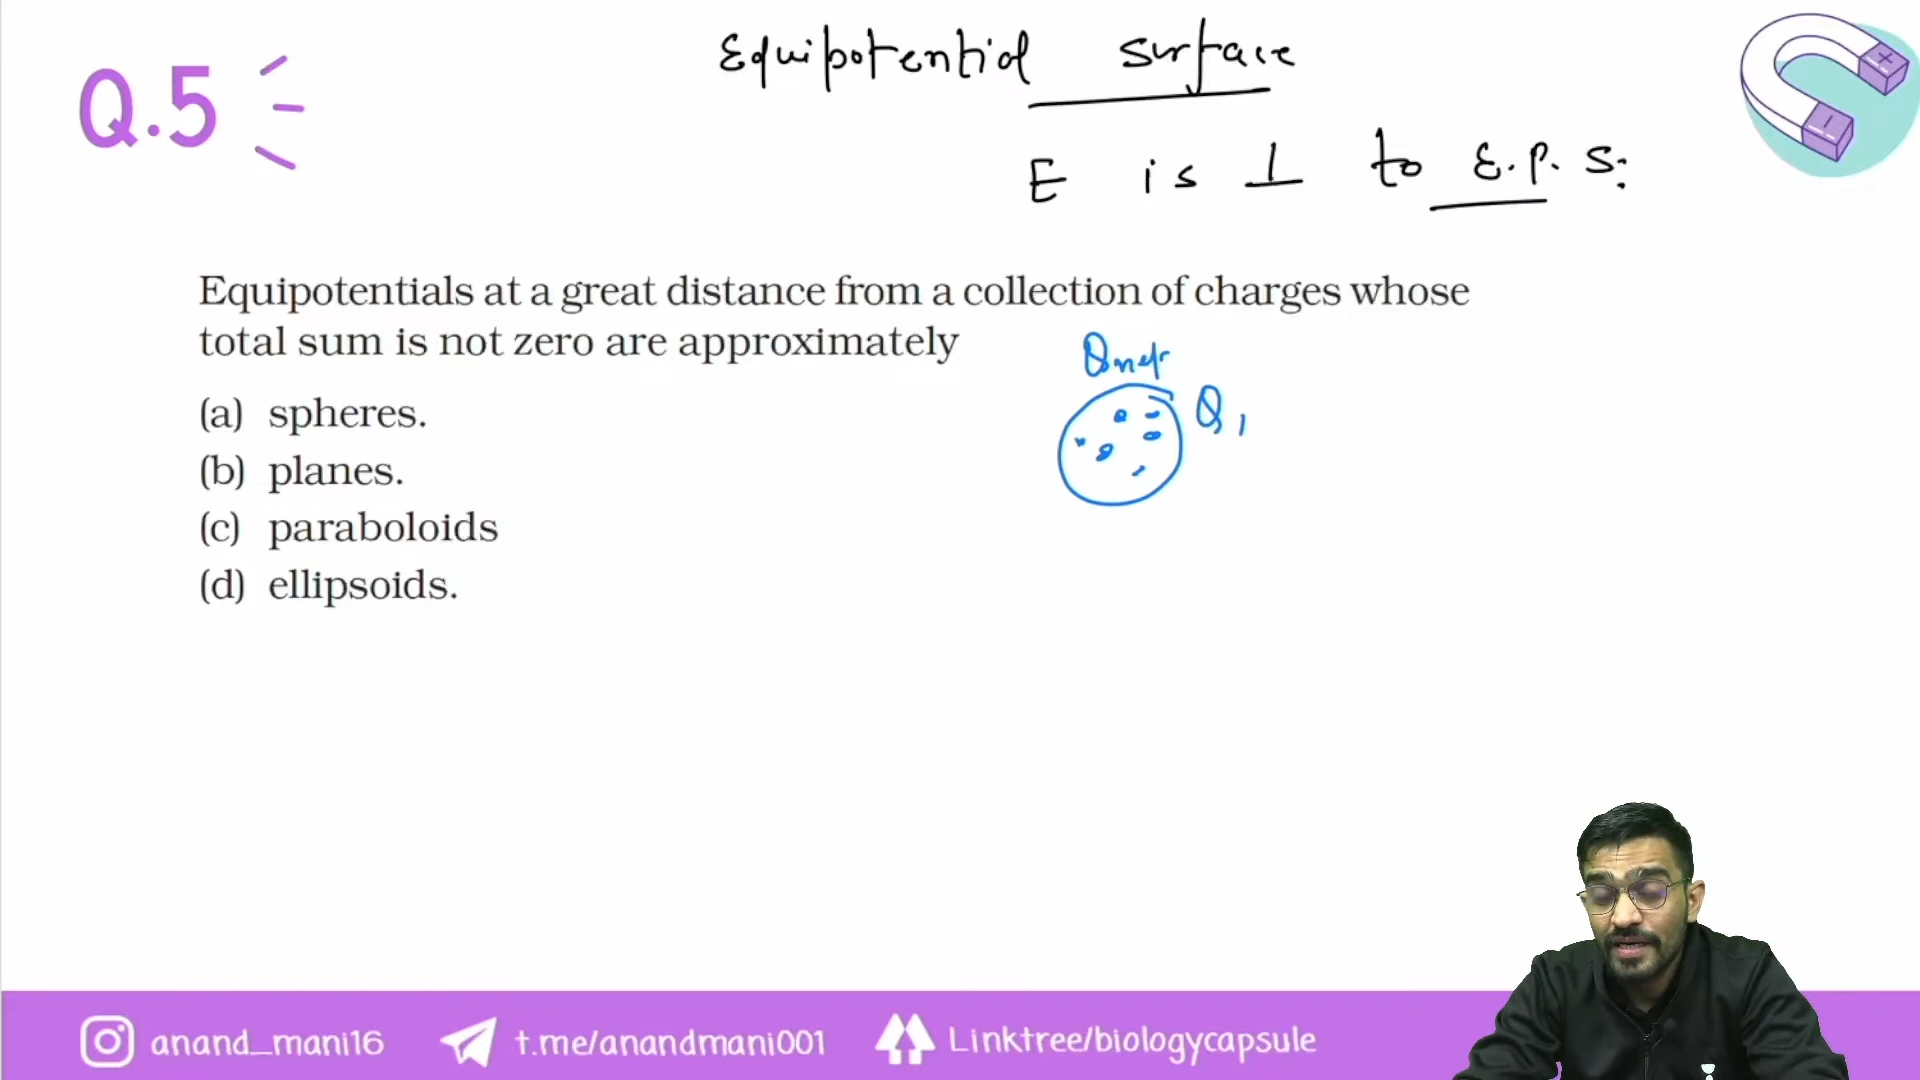 Q.5
Equipotential surface
E is ⊥ to E.P.S.
Equipotentials at a great distance from a collection of charges whose
total sum is not zero are approximately
Qnet
Q,
(a) spheres.
(b) planes.
(c) paraboloids
(d) ellipsoids.
anand_mani16
t.me/anandmani001
Linktree/biologycapsule